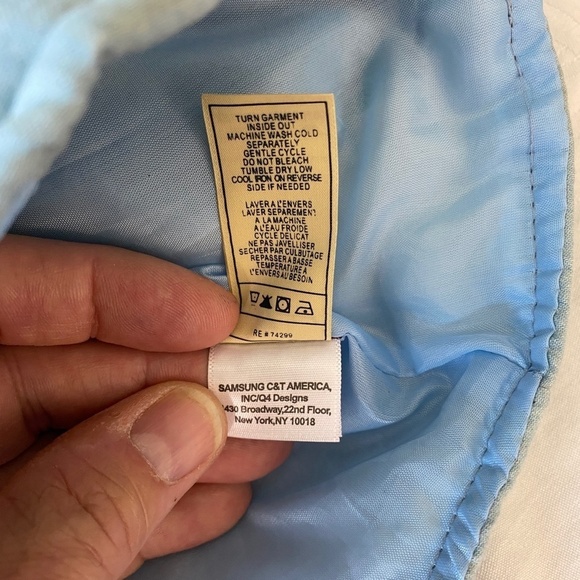 TURN GARMENT
INSIDE OUT
MACHINE WASH COLD
SEPARATELY
GENTLE CYCLE
DO NOT BLEACH
TUMBLE DRY LOW
COOL IRON ON REVERSE
SIDE IF NEEDED
LAVER A L'ENVERS
LAVER SEPAREMENT
A LA MACHINE
A L'EAU FROIDE
CYCLE DELICAT
NE PAS JAVELLISER
SECHER PAR CULBUTAGE
REPASSER A BASSE
TEMPERATURE A
L'ENVERS AU BESOIN
RE # 74299
SAMSUNG C&T AMERICA,
INC/Q4 Designs
430 Broadway,22nd Floor,
New York,NY 10018